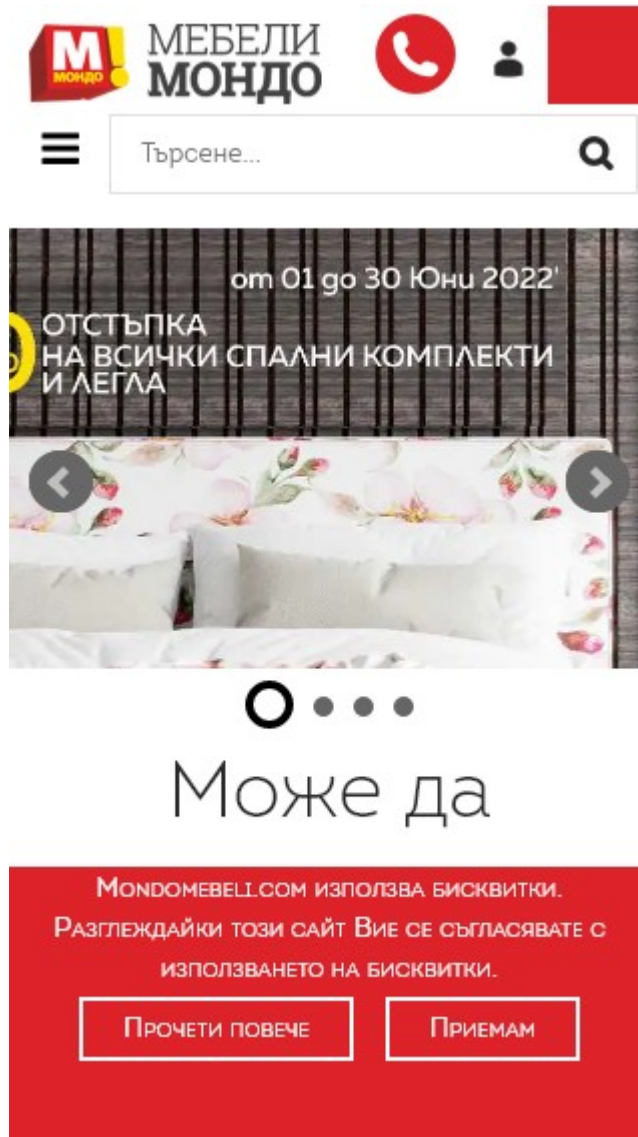 М!
МОНДО
МЕБЕЛИ
МОНДО
Търсене...
от 01 до 30 Юни 2022'
ОТСТЪПКА
НА ВСИЧКИ СПАЛНИ КОМПЛЕКТИ
И ЛЕГЛА
Може да
Mondomebeli.com използва бисквитки.
Разглеждайки този сайт Вие се съгласявате с
използването на бисквитки.
Прочети повече
Приемам